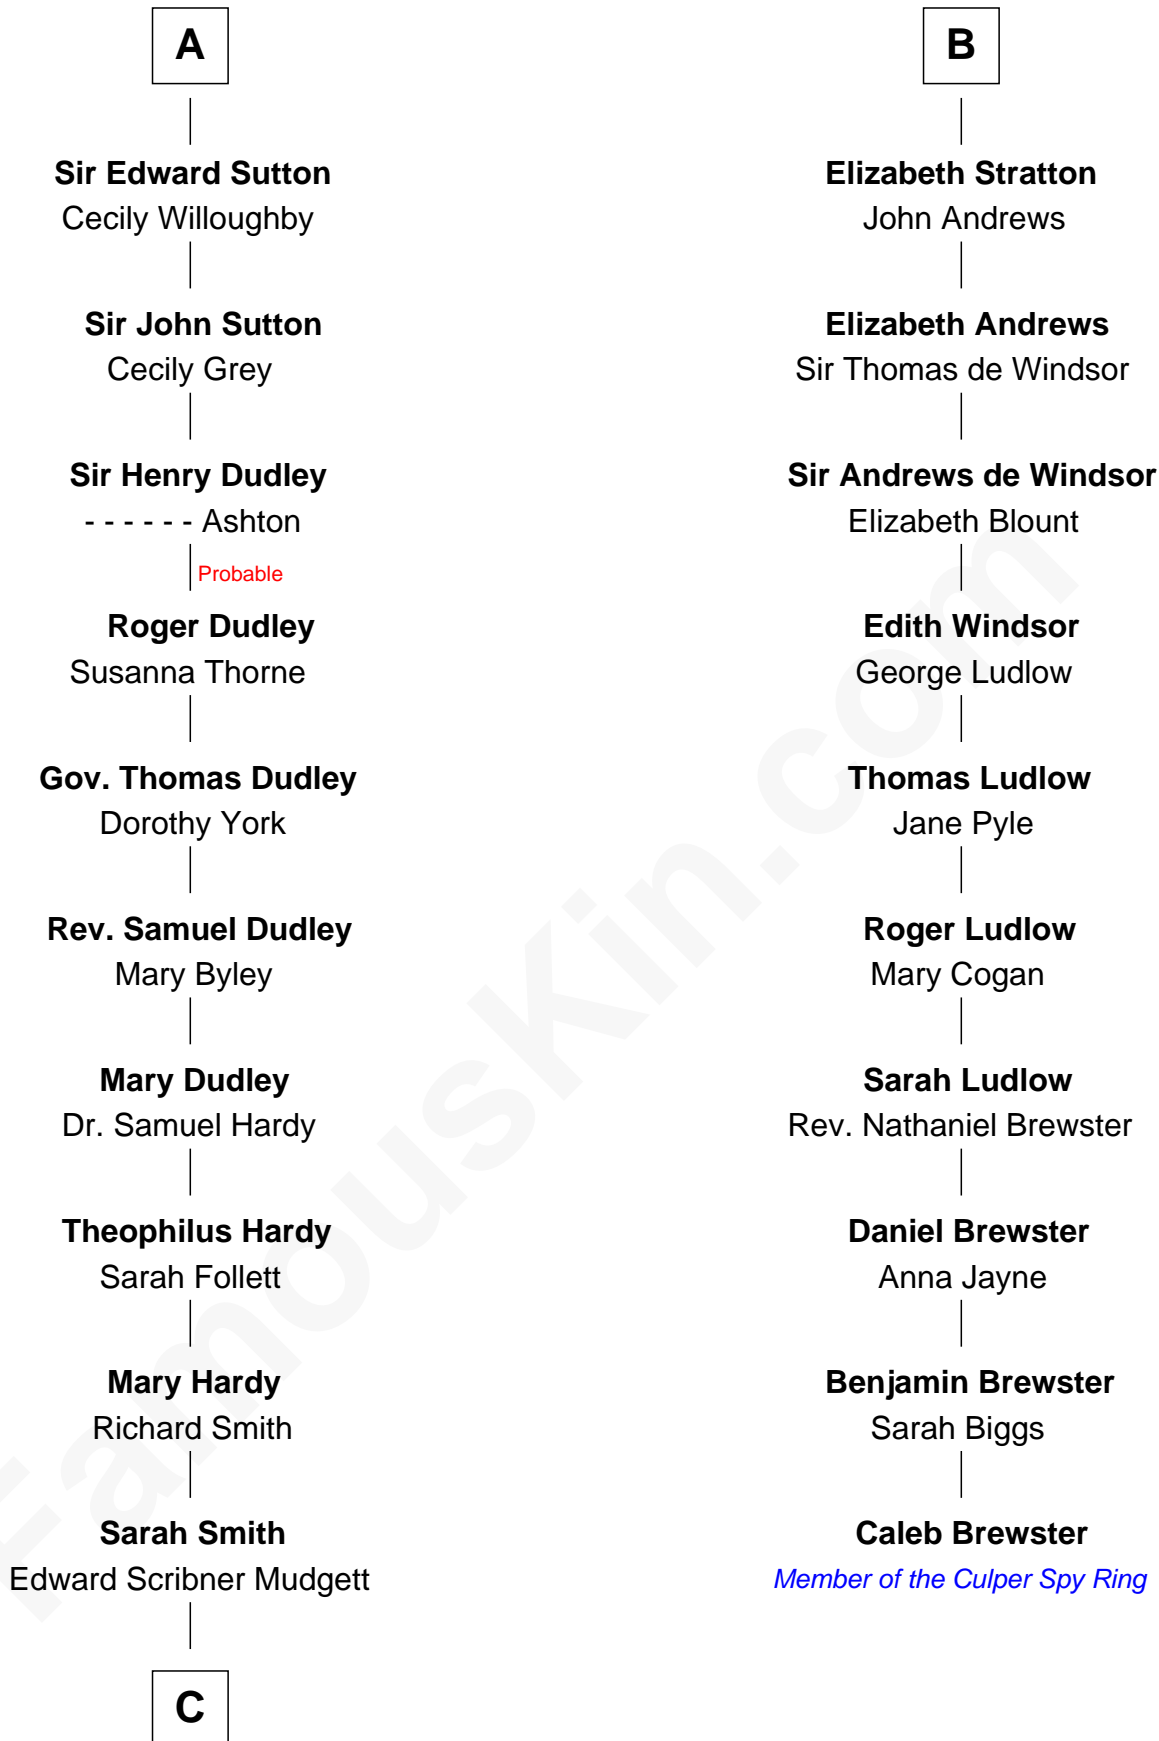 A
Sir Edward Sutton
Cecily Willoughby
Sir John Sutton
Cecily Grey
Sir Henry Dudley
- - - - - - Ashton
Probable
Roger Dudley
Susanna Thorne
Gov. Thomas Dudley
Dorothy York
Rev. Samuel Dudley
Mary Byley
Mary Dudley
Dr. Samuel Hardy
Theophilus Hardy
Sarah Follett
Mary Hardy
Richard Smith
Sarah Smith
Edward Scribner Mudgett
C
B
Elizabeth Stratton
John Andrews
Elizabeth Andrews
Sir Thomas de Windsor
Sir Andrews de Windsor
Elizabeth Blount
Edith Windsor
George Ludlow
Thomas Ludlow
Jane Pyle
Roger Ludlow
Mary Cogan
Sarah Ludlow
Rev. Nathaniel Brewster
Daniel Brewster
Anna Jayne
Benjamin Brewster
Sarah Biggs
Caleb Brewster
Member of the Culper Spy Ring
FamousKin.com